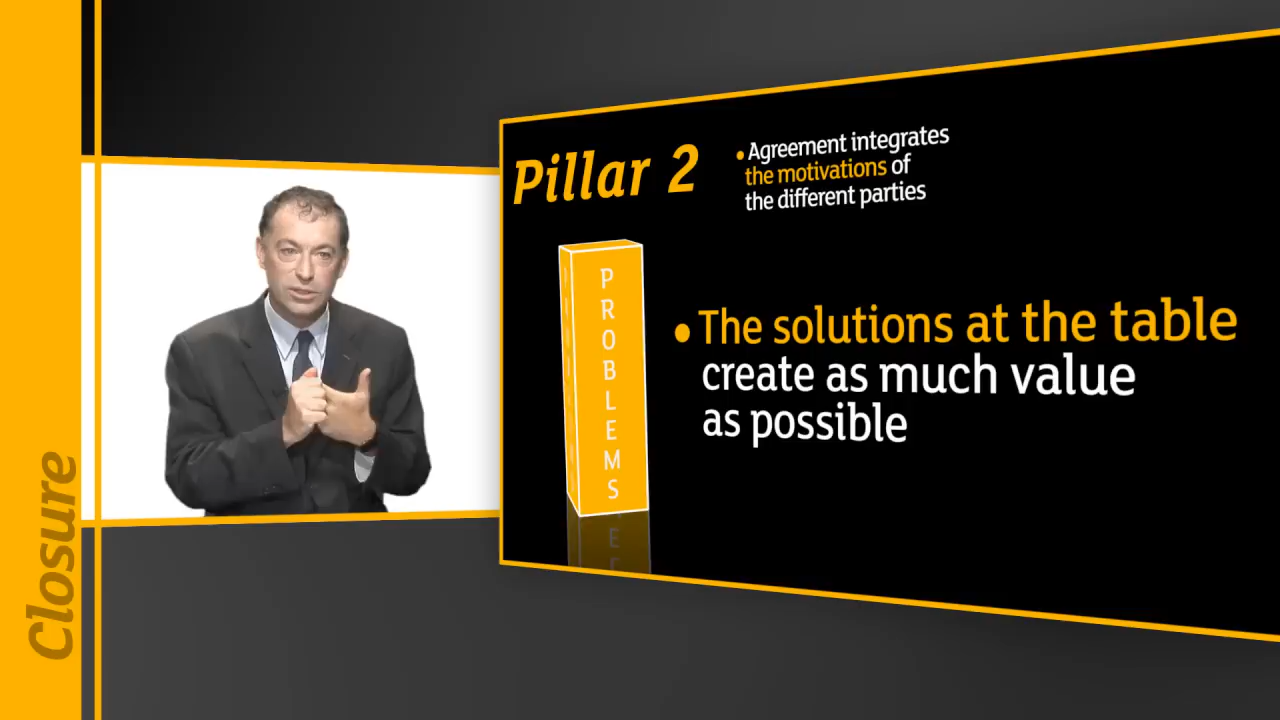 Closure
Pillar 2
•Agreement integrates
the motivations of
the different parties
PROBLEMS
•The solutions at the table
create as much value
as possible